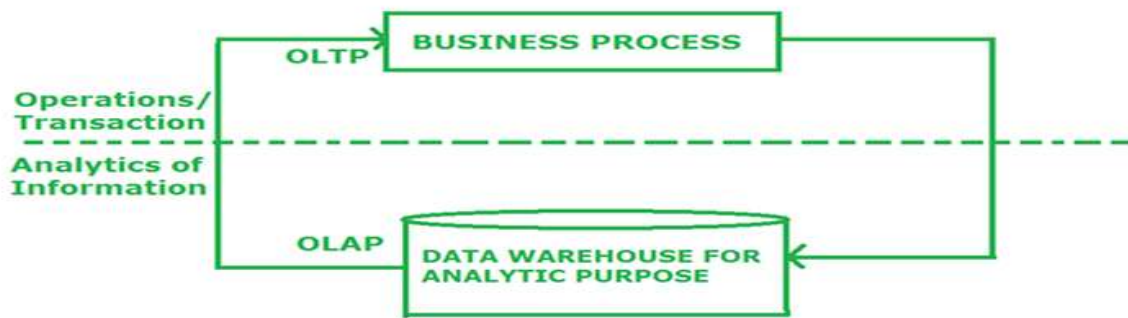 BUSINESS PROCESS
OLTP
Operations/
Transaction
Analytics of
Information
OLAP
DATA WAREHOUSE FOR
ANALYTIC PURPOSE